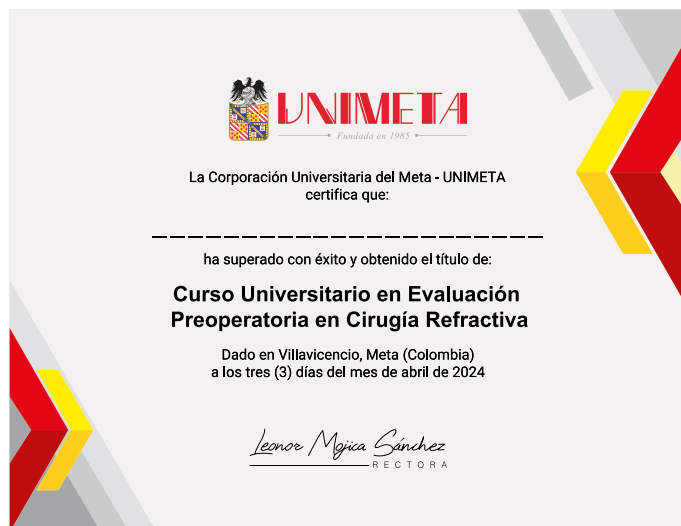 UNIMETA
Fundada en 1985
La Corporación Universitaria del Meta - UNIMETA
certifica que:
ha superado con éxito y obtenido el título de:
Curso Universitario en Evaluación
Preoperatoria en Cirugía Refractiva
Dado en Villavicencio, Meta (Colombia)
a los tres (3) días del mes de abril de 2024
Leonor Mojica Sánchez
RECTORA